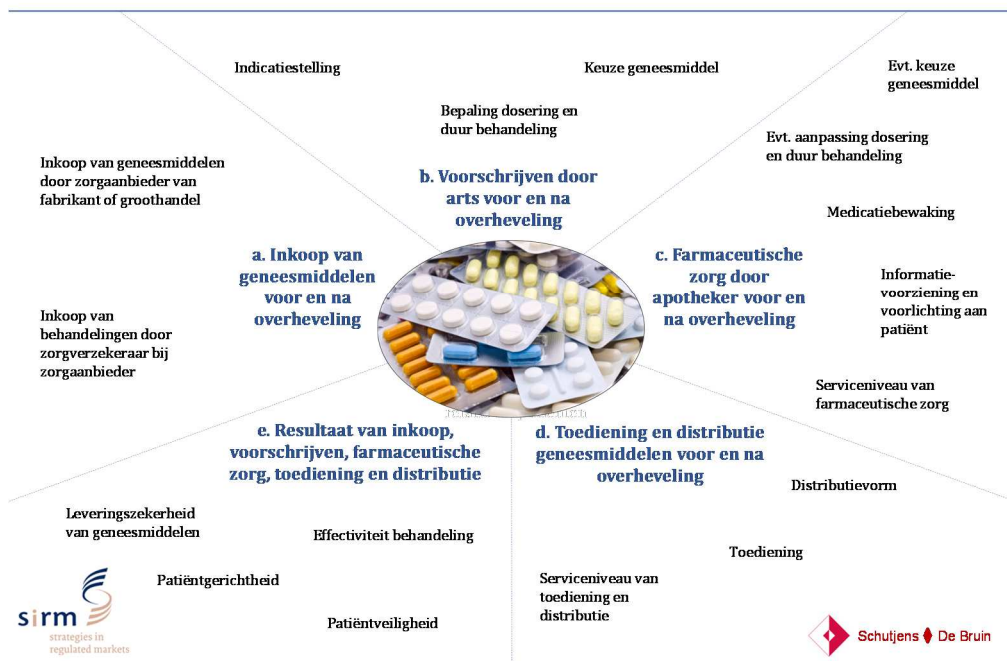 Indicatiestelling
Keuze geneesmiddel
Bepaling dosering en
duur behandeling
b. Voorschrijven door
arts voor en na
overheveling
Evt. keuze
geneesmiddel
Evt. aanpassing dosering
en duur behandeling
Medicatiebewaking
Informatie-
voorziening en
voorlichting aan
patiënt
Serviceniveau van
farmaceutische zorg
c. Farmaceutische
zorg door
apotheker voor en
na overheveling
Inkoop van geneesmiddelen
door zorgaanbieder van
fabrikant of groothandel
a. Inkoop van
geneesmiddelen
voor en na
overheveling
Inkoop van
behandelingen door
zorgverzekeraar bij
zorgaanbieder
e. Resultaat van inkoop,
voorschrijven, farmaceutische
zorg, toediening en distributie
Leveringszekerheid
van geneesmiddelen
Effectiviteit behandeling
Patiëntgerichtheid
Patiëntveiligheid
d. Toediening en distributie
geneesmiddelen voor en na
overheveling
Distributievorm
Toediening
Serviceniveau van
toediening en
distributie
sirm
strategies in
regulated markets
Schutjens De Bruin